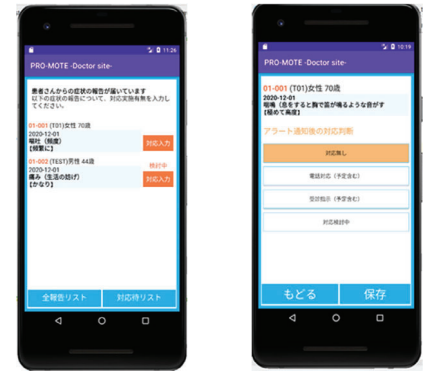 11:26
PRO-MOTE -Doctor site-
患者さんからの症状の報告が届いています
以下の症状の報告について、対応実施有無を入力し
てください。
01-001 (T01)女性 70歳
2020-12-01
嘔吐（頻度）
【頻繁に】
対応入力
01-002 (TEST)男性 44歳
検討中
2020-12-01
痛み（生活の妨げ）
【かなり】
対応入力
全報告リスト
対応待リスト
10:19
PRO-MOTE -Doctor site-
01-001 (T01)女性 70歳
2020-12-01
喘鳴（息をすると胸で笛が鳴るような音がす
【極めて高度】
アラート通知後の対応判断
対応無し
電話対応（予定含む）
受診指示（予定含む）
対応検討中
もどる
保存